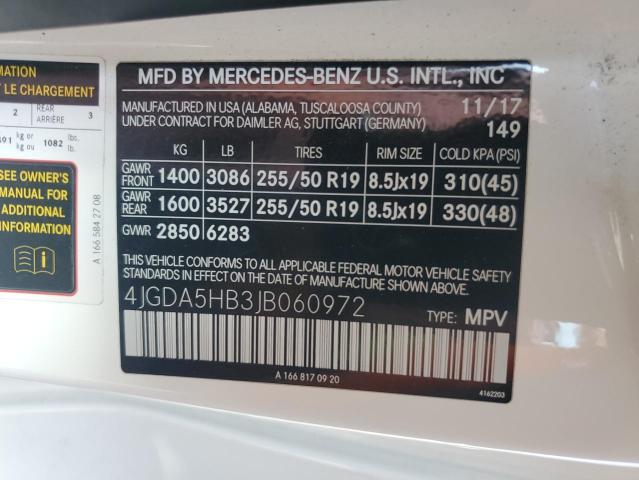 MATION
LE CHARGEMENT
2 REAR ARRIÈRE 3
491 kg or kg ou 1082 lbs. lb.
SEE OWNER'S
MANUAL FOR
ADDITIONAL
INFORMATION
A 166 584 27 08
MFD BY MERCEDES-BENZ U.S. INTL., INC
MANUFACTURED IN USA (ALABAMA, TUSCALOOSA COUNTY) 11/17
UNDER CONTRACT FOR DAIMLER AG, STUTTGART (GERMANY) 149
KG LB TIRES RIM SIZE COLD KPA (PSI)
GAWR FRONT 1400 3086 255/50 R19 8.5Jx19 310(45)
GAWR REAR 1600 3527 255/50 R19 8.5Jx19 330(48)
GVWR 2850 6283
THIS VEHICLE CONFORMS TO ALL APPLICABLE FEDERAL MOTOR VEHICLE SAFETY
STANDARDS IN EFFECT ON THE DATE OF MANUFACTURE SHOWN ABOVE.
4JGDA5HB3JB060972 TYPE: MPV
A 166 817 09 20
4162203